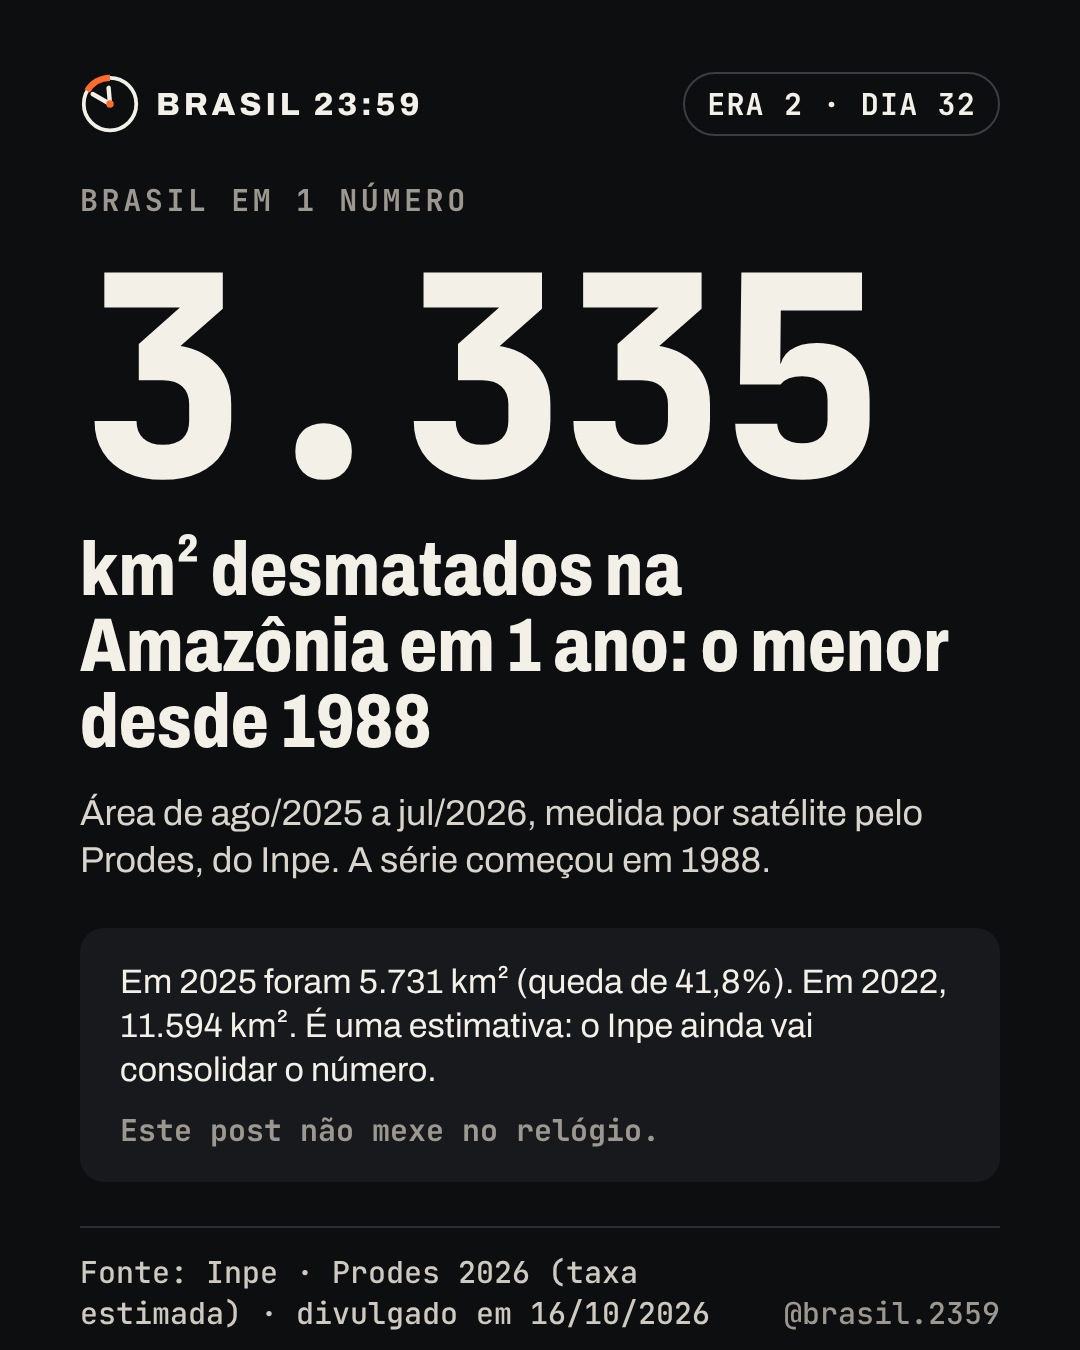 BRASIL 23:59
ERA 2 · DIA 32
BRASIL EM 1 NÚMERO
3.335
km² desmatados na
Amazônia em 1 ano: o menor
desde 1988
Área de ago/2025 a jul/2026, medida por satélite pelo
Prodes, do Inpe. A série começou em 1988.
Em 2025 foram 5.731 km² (queda de 41,8%). Em 2022,
11.594 km². É uma estimativa: o Inpe ainda vai
consolidar o número.
Este post não mexe no relógio.
Fonte: Inpe · Prodes 2026 (taxa
estimada) · divulgado em 16/10/2026
@brasil.2359